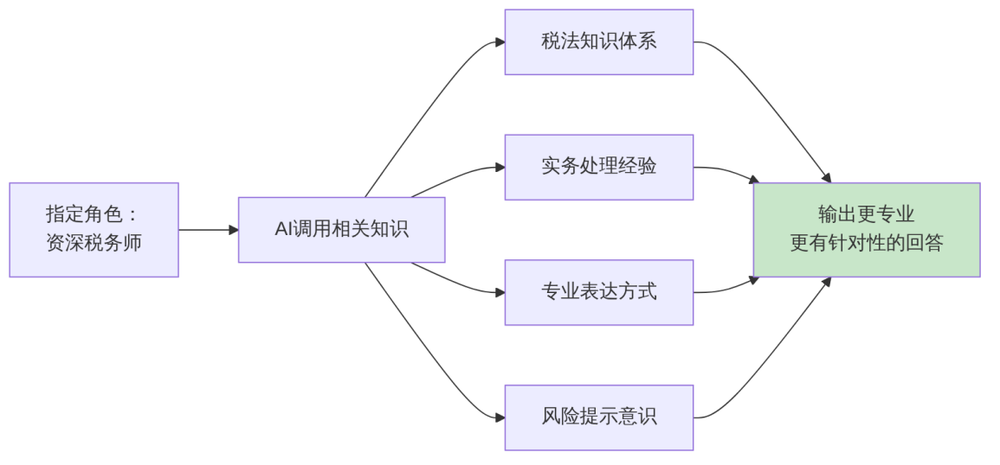 指定角色：
资深税务师
AI调用相关知识
税法知识体系
实务处理经验
专业表达方式
风险提示意识
输出更专业
更有针对性的回答